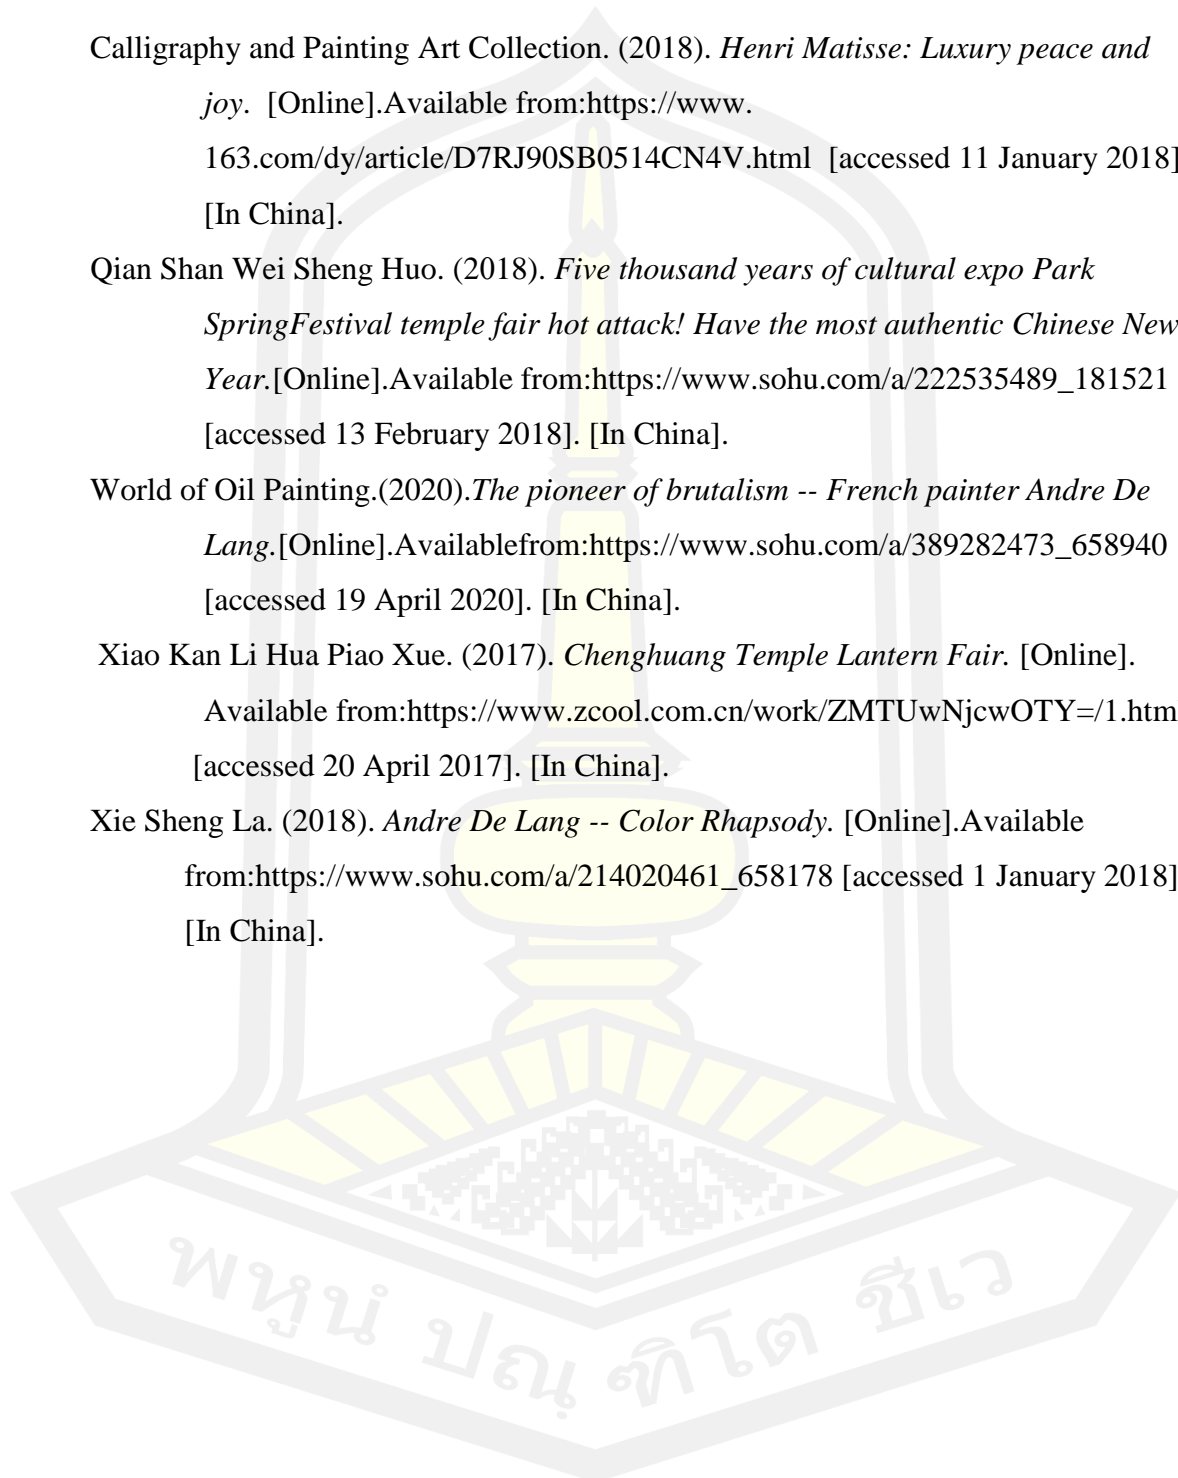 Calligraphy and Painting Art Collection. (2018). Henri Matisse: Luxury peace and
joy. [Online].Available from:https://www.
163.com/dy/article/D7RJ90SB0514CN4V.html [accessed 11 January 2018]
[In China].
Qian Shan Wei Sheng Huo. (2018). Five thousand years of cultural expo Park
SpringFestival temple fair hot attack! Have the most authentic Chinese New
Year.[Online].Available from:https://www.sohu.com/a/222535489_181521
[accessed 13 February 2018]. [In China].
World of Oil Painting.(2020).The pioneer of brutalism -- French painter Andre De
Lang.[Online].Availablefrom:https://www.sohu.com/a/389282473_658940
[accessed 19 April 2020]. [In China].
Xiao Kan Li Hua Piao Xue. (2017). Chenghuang Temple Lantern Fair. [Online].
Available from:https://www.zcool.com.cn/work/ZMTUwNjcwOTY=/1.htm
[accessed 20 April 2017]. [In China].
Xie Sheng La. (2018). Andre De Lang -- Color Rhapsody. [Online].Available
from:https://www.sohu.com/a/214020461_658178 [accessed 1 January 2018]
[In China].
พหูนํ ปณฺฑิโต ชีเว